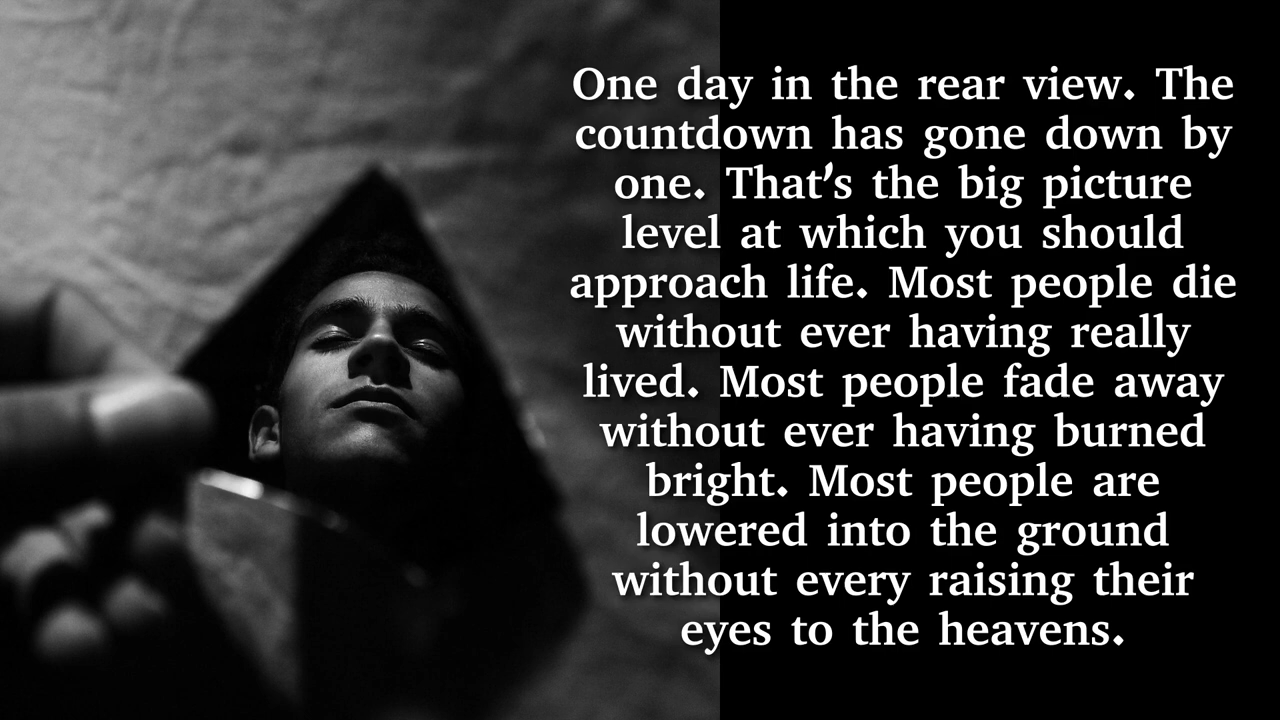 One day in the rear view. The
countdown has gone down by
one. That's the big picture
level at which you should
approach life. Most people die
without ever having really
lived. Most people fade away
without ever having burned
bright. Most people are
lowered into the ground
without every raising their
eyes to the heavens.